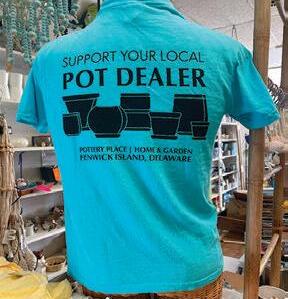 SUPPORT YOUR LOCAL
POT DEALER
POTTERY PLACE | HOME & GARDEN
FENWICK ISLAND, DELAWARE